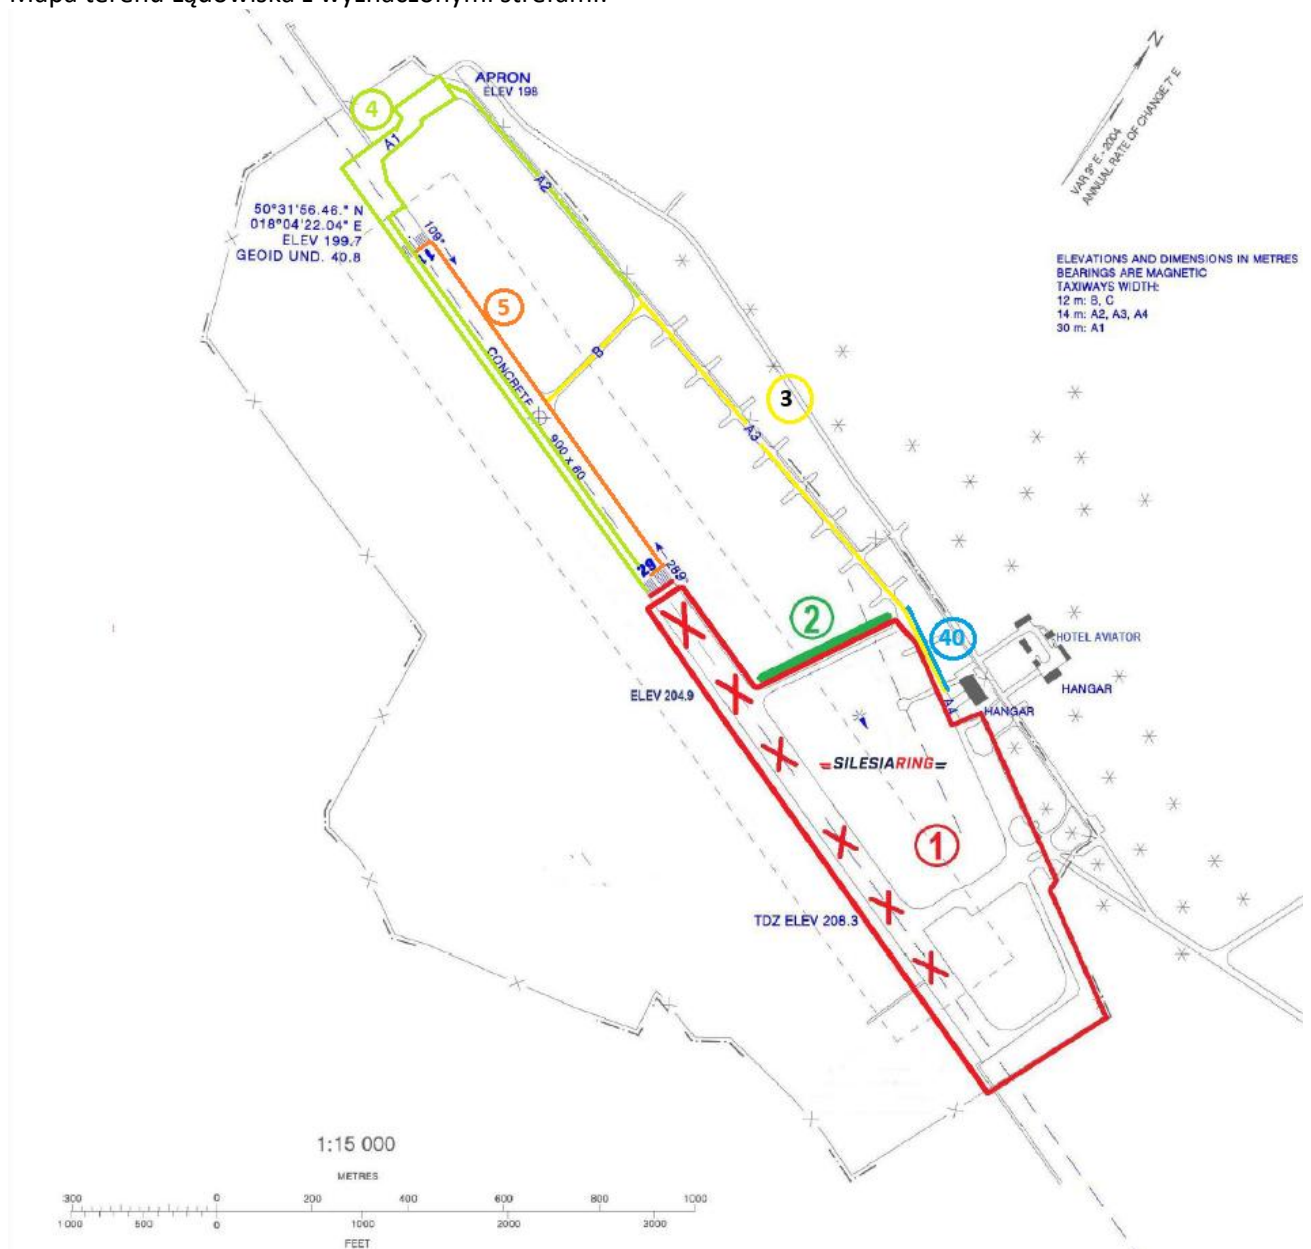 Mapa terenu Lądowiska z wyznaczonymi strefami.
N
VAR 3° E - 2004
ANNUAL RATE OF CHANGE 7' E
APRON
ELEV 198
4
A1
A2
50°31'56.46." N
018°04'22.04" E
ELEV 199.7
GEOID UND. 40.8
109°
11
ELEVATIONS AND DIMENSIONS IN METRES
BEARINGS ARE MAGNETIC
TAXIWAYS WIDTH:
12 m: B, C
14 m: A2, A3, A4
30 m: A1
5
CONCRETE
B
900 x 60
3
A3
29
289°
2
40
HOTEL AVIATOR
HANGAR
A4
HANGAR
ELEV 204.9
SILESIARING
1
TDZ ELEV 208.3
1:15 000
METRES
300 0 200 400 600 800 1000
1000 500 0 1000 2000 3000
FEET